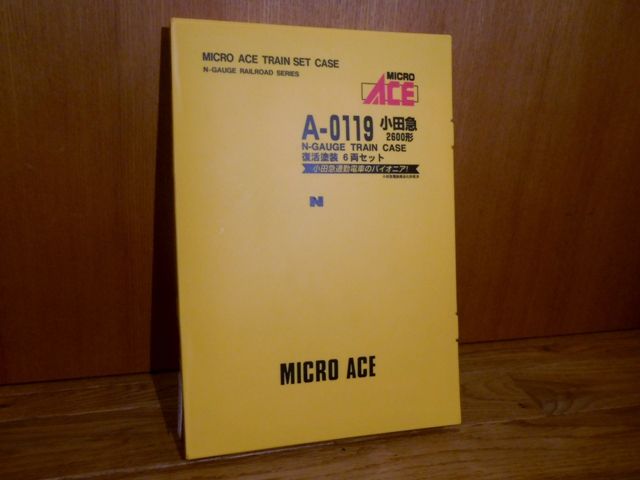 MICRO ACE TRAIN SET CASE
N-GAUGE RAILROAD SERIES
MICRO
ACE
A-0119 小田急
2600形
N-GAUGE TRAIN CASE
復活塗装 6両セット
小田急通勤電車のパイオニア!
N
MICRO ACE